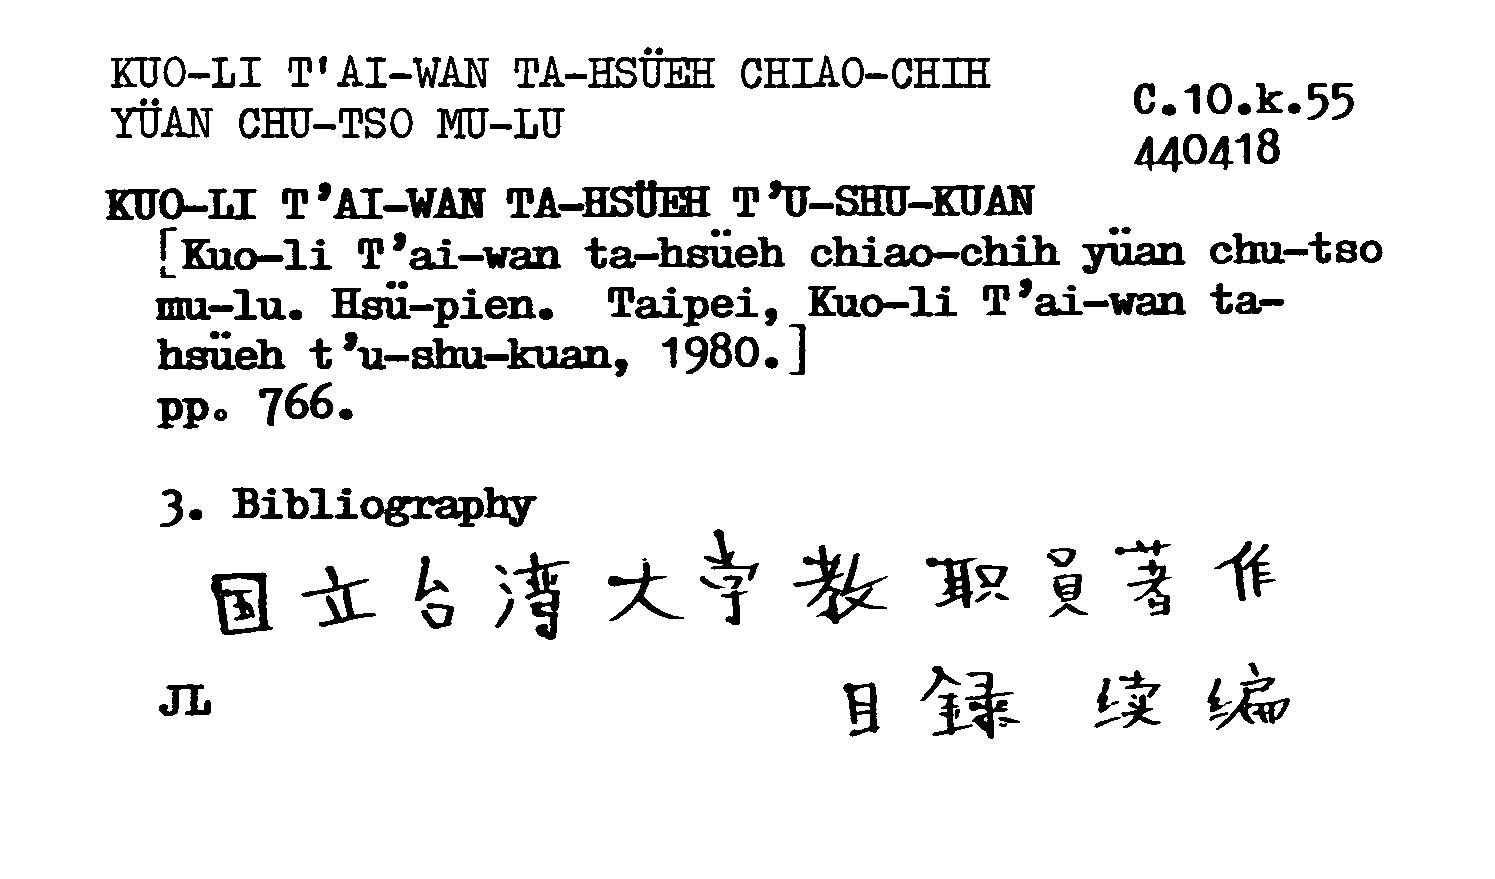 KUO-LI T'AI-WAN TA-HSÜEH CHIAO-CHIH
YÜAN CHU-TSO MU-LU
C.10.k.55
440418
KUO-LI T'AI-WAN TA-HSÜEH T'U-SHU-KUAN
[Kuo-li T'ai-wan ta-hsüeh chiao-chih yüan chu-tso
mu-lu. Hsü-pien. Taipei, Kuo-li T'ai-wan ta-
hsüeh t'u-shu-kuan, 1980.]
pp. 766.
3. Bibliography
国立台湾大学教职員著作
JL
目録 续编